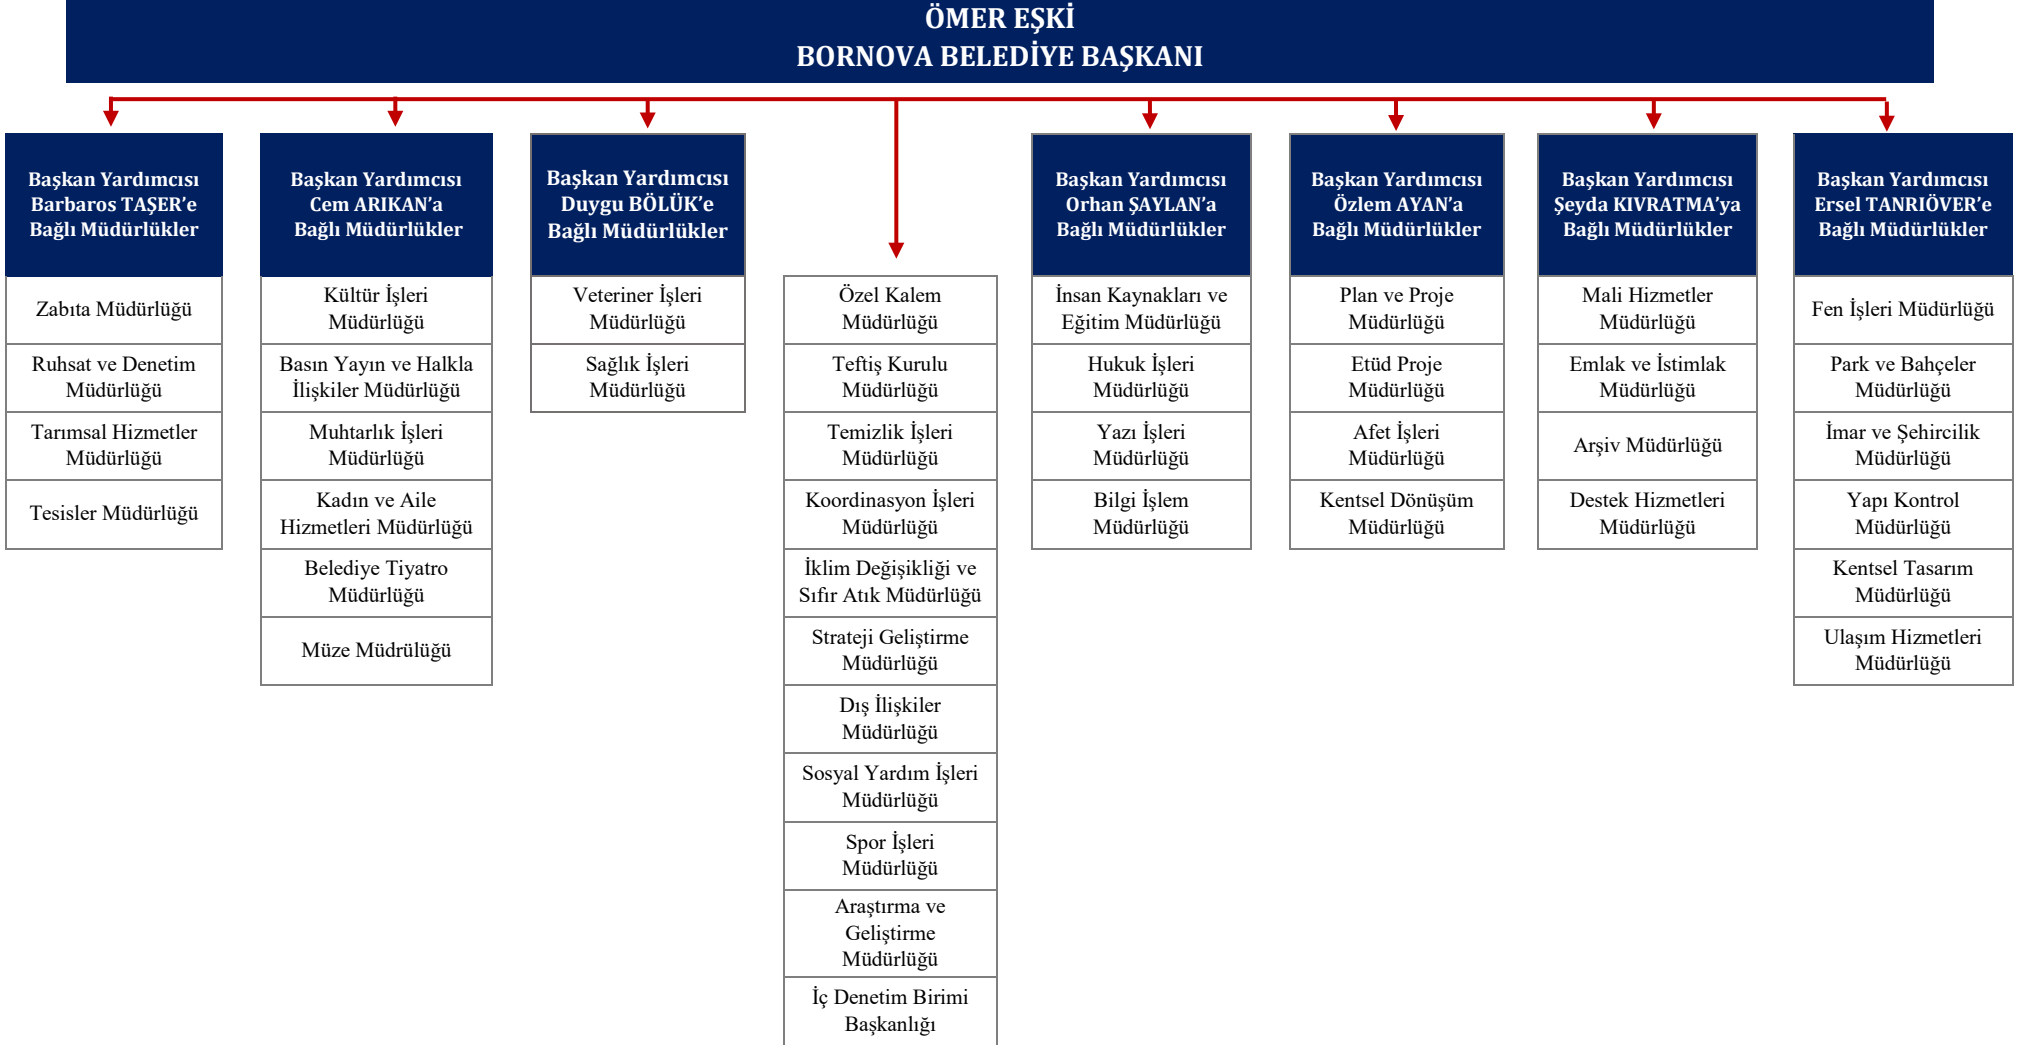 ÖMER EŞKİ
BORNOVA BELEDİYE BAŞKANI
Başkan Yardımcısı
Barbaros TAŞER’e
Bağlı Müdürlükler
Zabıta Müdürlüğü
Ruhsat ve Denetim
Müdürlüğü
Tarımsal Hizmetler
Müdürlüğü
Tesisler Müdürlüğü
Başkan Yardımcısı
Cem ARIKAN’a
Bağlı Müdürlükler
Kültür İşleri
Müdürlüğü
Basın Yayın ve Halkla
İlişkiler Müdürlüğü
Muhtarlık İşleri
Müdürlüğü
Kadın ve Aile
Hizmetleri Müdürlüğü
Belediye Tiyatro
Müdürlüğü
Müze Müdrülüğü
Başkan Yardımcısı
Duygu BÖLÜK’e
Bağlı Müdürlükler
Veteriner İşleri
Müdürlüğü
Sağlık İşleri
Müdürlüğü
Özel Kalem
Müdürlüğü
Teftiş Kurulu
Müdürlüğü
Temizlik İşleri
Müdürlüğü
Koordinasyon İşleri
Müdürlüğü
İklim Değişikliği ve
Sıfır Atık Müdürlüğü
Strateji Geliştirme
Müdürlüğü
Dış İlişkiler
Müdürlüğü
Sosyal Yardım İşleri
Müdürlüğü
Spor İşleri
Müdürlüğü
Araştırma ve
Geliştirme
Müdürlüğü
İç Denetim Birimi
Başkanlığı
Başkan Yardımcısı
Orhan ŞAYLAN’a
Bağlı Müdürlükler
İnsan Kaynakları ve
Eğitim Müdürlüğü
Hukuk İşleri
Müdürlüğü
Yazı İşleri
Müdürlüğü
Bilgi İşlem
Müdürlüğü
Başkan Yardımcısı
Özlem AYAN’a
Bağlı Müdürlükler
Plan ve Proje
Müdürlüğü
Etüd Proje
Müdürlüğü
Afet İşleri
Müdürlüğü
Kentsel Dönüşüm
Müdürlüğü
Başkan Yardımcısı
Şeyda KIVRATMA’ya
Bağlı Müdürlükler
Mali Hizmetler
Müdürlüğü
Emlak ve İstimlak
Müdürlüğü
Arşiv Müdürlüğü
Destek Hizmetleri
Müdürlüğü
Başkan Yardımcısı
Ersel TANRIÖVER’e
Bağlı Müdürlükler
Fen İşleri Müdürlüğü
Park ve Bahçeler
Müdürlüğü
İmar ve Şehircilik
Müdürlüğü
Yapı Kontrol
Müdürlüğü
Kentsel Tasarım
Müdürlüğü
Ulaşım Hizmetleri
Müdürlüğü